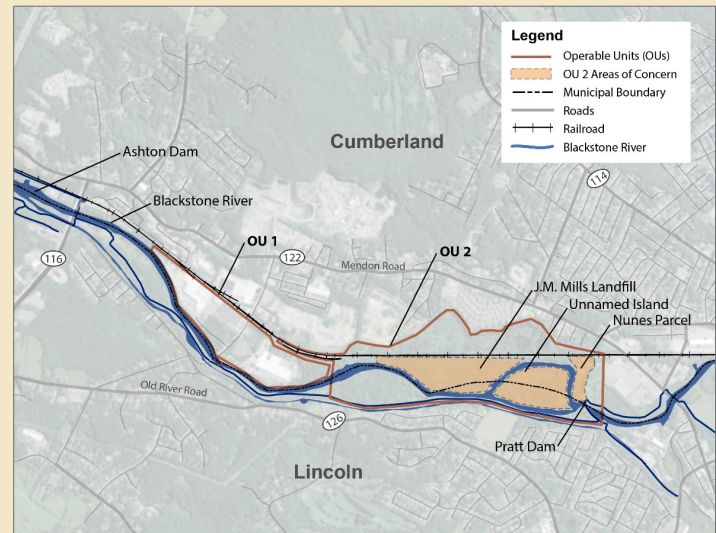 Legend
Operable Units (OUs)
OU 2 Areas of Concern
Municipal Boundary
Roads
Railroad
Blackstone River
Cumberland
Ashton Dam
Blackstone River
114
116
OU 1
122
Mendon Road
OU 2
J.M. Mills Landfill
Unnamed Island
Nunes Parcel
Old River Road
126
Pratt Dam
Lincoln